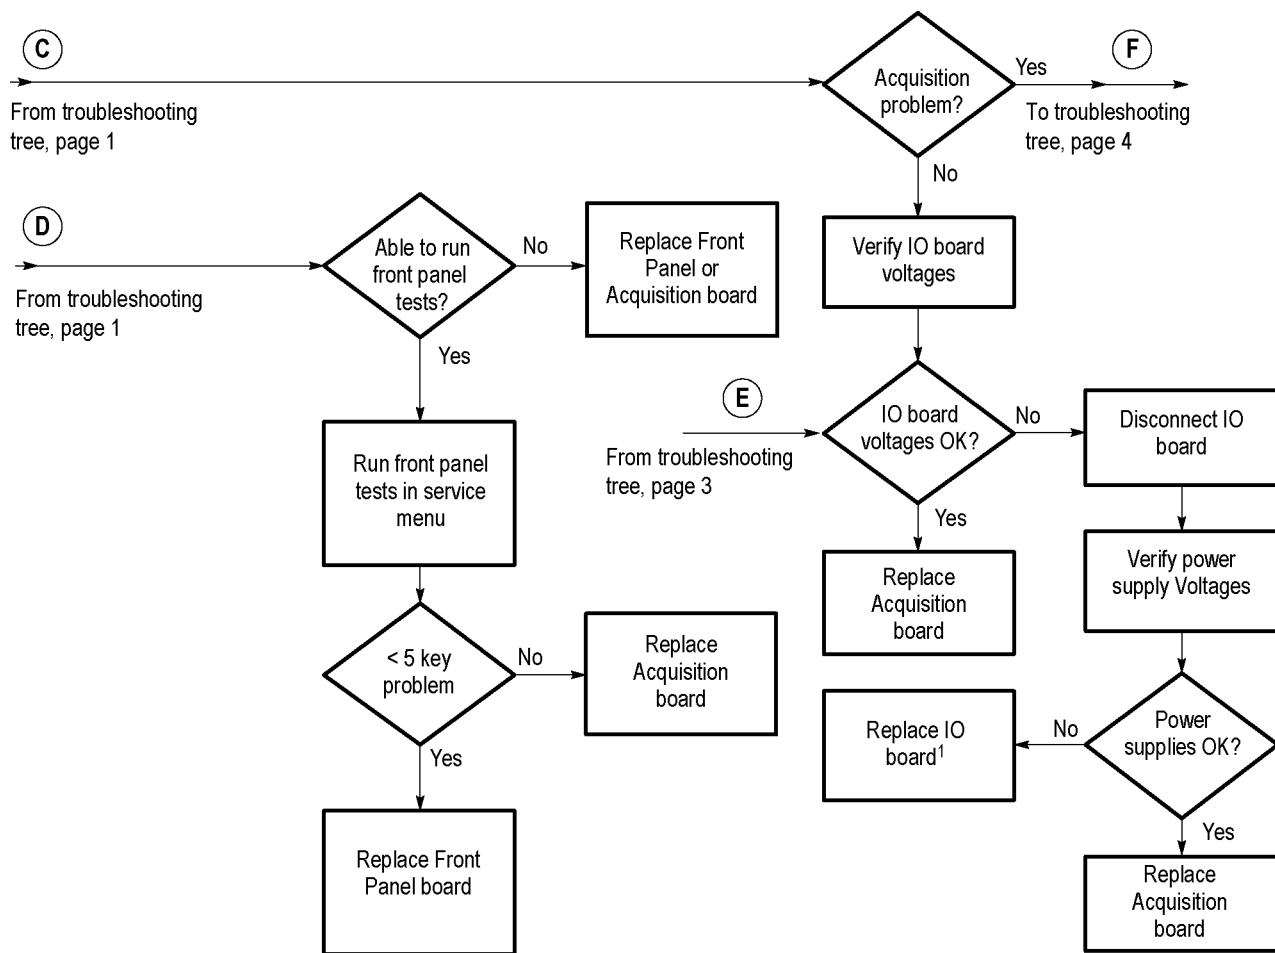 C
From troubleshooting
tree, page 1
Acquisition
problem?
Yes
F
To troubleshooting
tree, page 4
No
D
From troubleshooting
tree, page 1
Able to run
front panel
tests?
No
Replace Front
Panel or
Acquisition board
Yes
Verify IO board
voltages
Run front panel
tests in service
menu
E
From troubleshooting
tree, page 3
IO board
voltages OK?
No
Disconnect IO
board
Yes
Replace
Acquisition
board
Verify power
supply Voltages
< 5 key
problem
No
Replace
Acquisition
board
Yes
Replace Front
Panel board
Power
supplies OK?
No
Replace IO
board¹
Yes
Replace
Acquisition
board